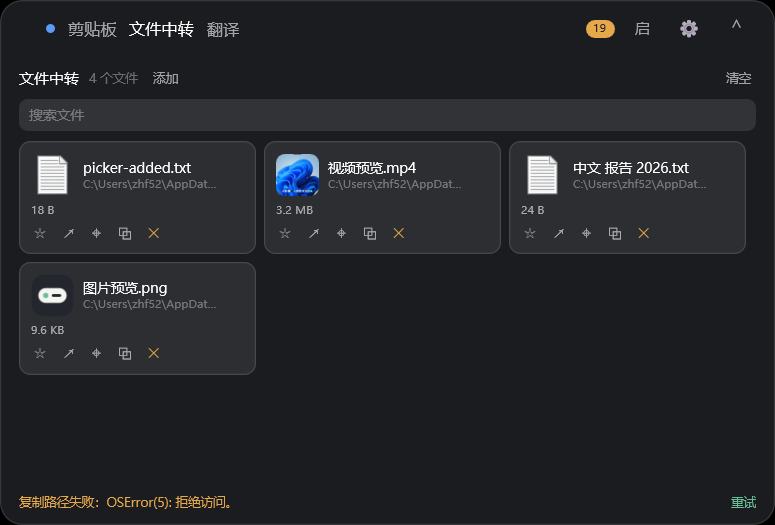 剪贴板 文件中转 翻译 19 启 ^
文件中转 4 个文件 添加 清空
搜索文件
picker-added.txt
C:\Users\zhf52\AppDat...
18 B
视频预览.mp4
C:\Users\zhf52\AppDat...
3.2 MB
中文 报告 2026.txt
C:\Users\zhf52\AppDat...
24 B
图片预览.png
C:\Users\zhf52\AppDat...
9.6 KB
复制路径失败：OSError(5): 拒绝访问。 重试